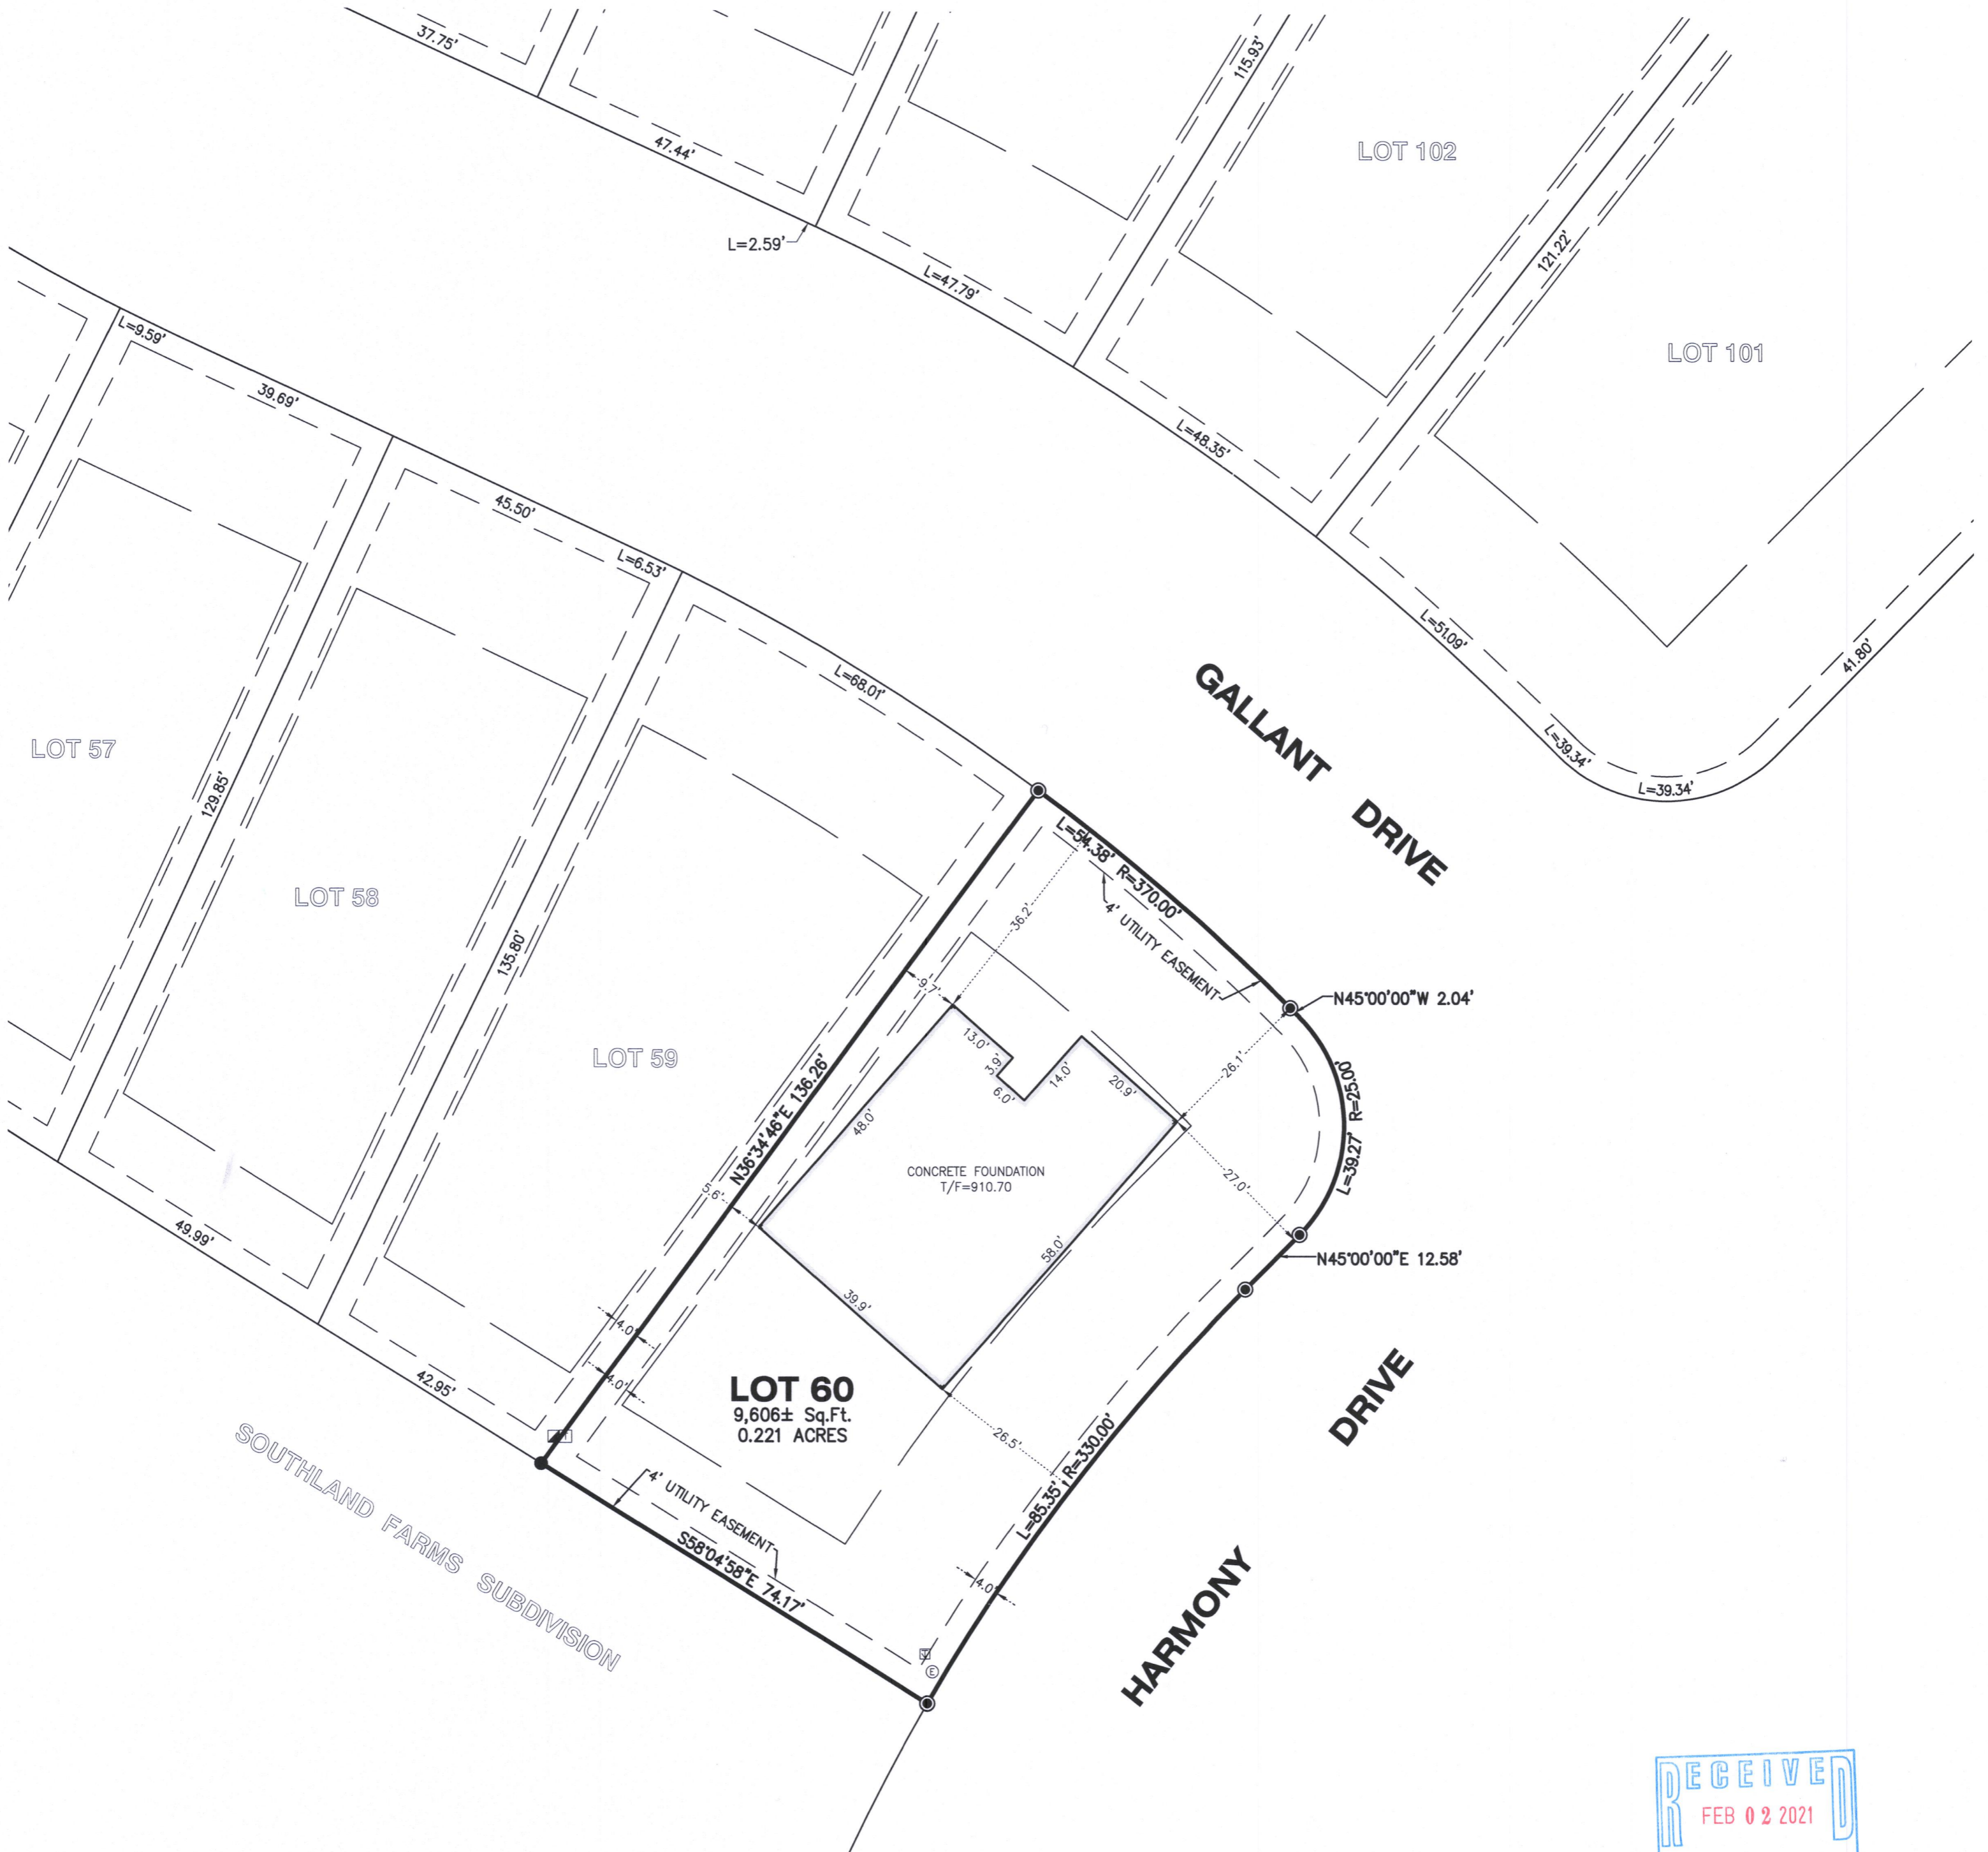 37.75'
47.44'
115.93'
LOT 102
L=2.59'
L=47.79'
121.22'
LOT 101
L=9.59'
39.69'
L=48.35'
45.50'
L=6.53'
L=51.09'
41.80'
L=68.01'
GALLANT DRIVE
L=39.34'
L=39.34'
LOT 57
129.85'
LOT 58
135.80'
LOT 59
L=54.38' R=370.00'
4' UTILITY EASEMENT
36.2'
9.7'
N45°00'00"W 2.04'
13.0'
3.9'
6.0'
14.0'
20.9'
26.1'
L=39.27' R=25.00'
48.0'
N36°34'46"E 136.26'
CONCRETE FOUNDATION
T/F=910.70
27.0'
5.6'
58.0'
N45°00'00"E 12.58'
49.99'
39.9'
4.0'
4.0'
42.95'
LOT 60
9,606± Sq.Ft.
0.221 ACRES
26.5'
L=85.35' R=330.00'
HARMONY DRIVE
SOUTHLAND FARMS SUBDIVISION
4' UTILITY EASEMENT
S58°04'58"E 74.17'
4.0'
E
RECEIVED
FEB 02 2021